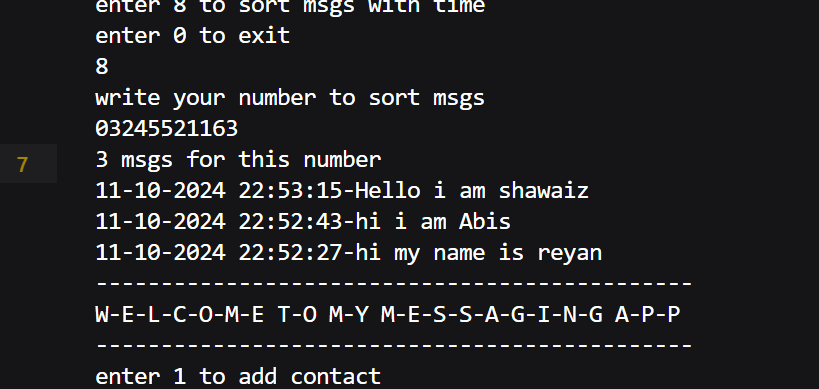 enter 8 to sort msgs with time
enter 0 to exit
8
write your number to sort msgs
03245521163
7
3 msgs for this number
11-10-2024 22:53:15-Hello i am shawaiz
11-10-2024 22:52:43-hi i am Abis
11-10-2024 22:52:27-hi my name is reyan
-----------------------------------------------
W-E-L-C-O-M-E T-O M-Y M-E-S-S-A-G-I-N-G A-P-P
-----------------------------------------------
enter 1 to add contact